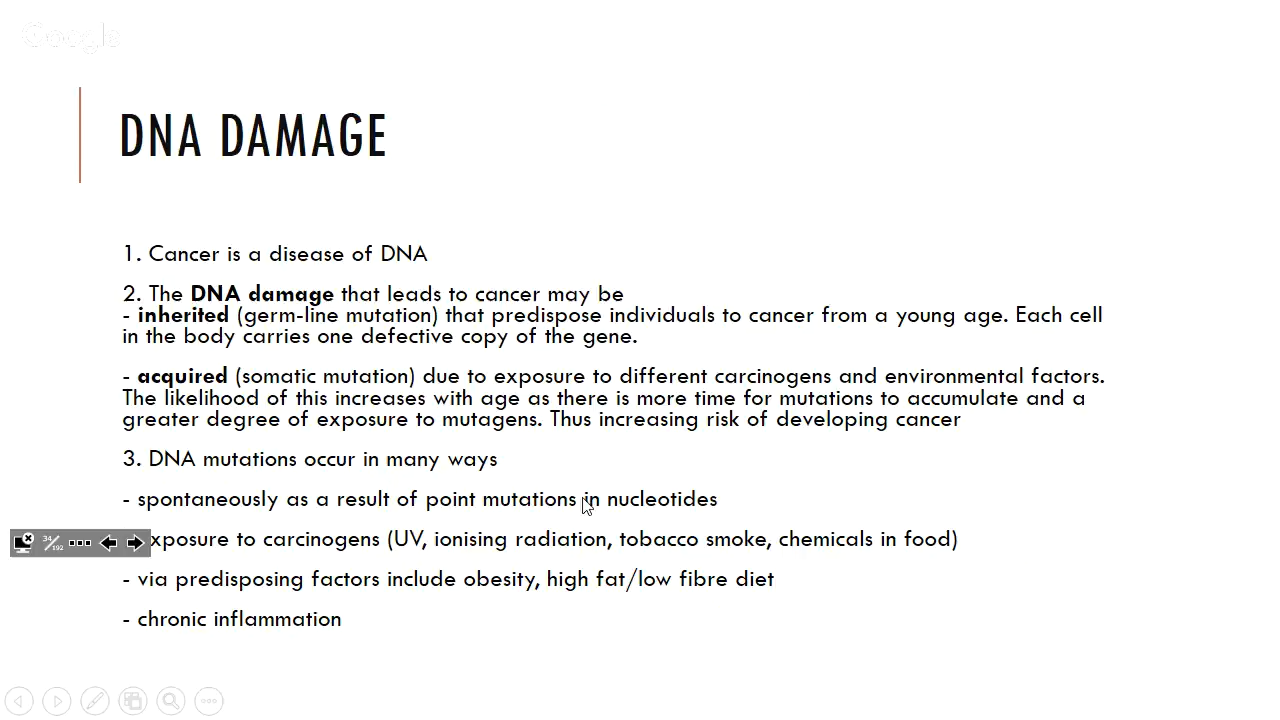 Google
DNA DAMAGE
1. Cancer is a disease of DNA
2. The DNA damage that leads to cancer may be
- inherited (germ-line mutation) that predispose individuals to cancer from a young age. Each cell
in the body carries one defective copy of the gene.
- acquired (somatic mutation) due to exposure to different carcinogens and environmental factors.
The likelihood of this increases with age as there is more time for mutations to accumulate and a
greater degree of exposure to mutagens. Thus increasing risk of developing cancer
3. DNA mutations occur in many ways
- spontaneously as a result of point mutations in nucleotides
34/192
xposure to carcinogens (UV, ionising radiation, tobacco smoke, chemicals in food)
- via predisposing factors include obesity, high fat/low fibre diet
- chronic inflammation